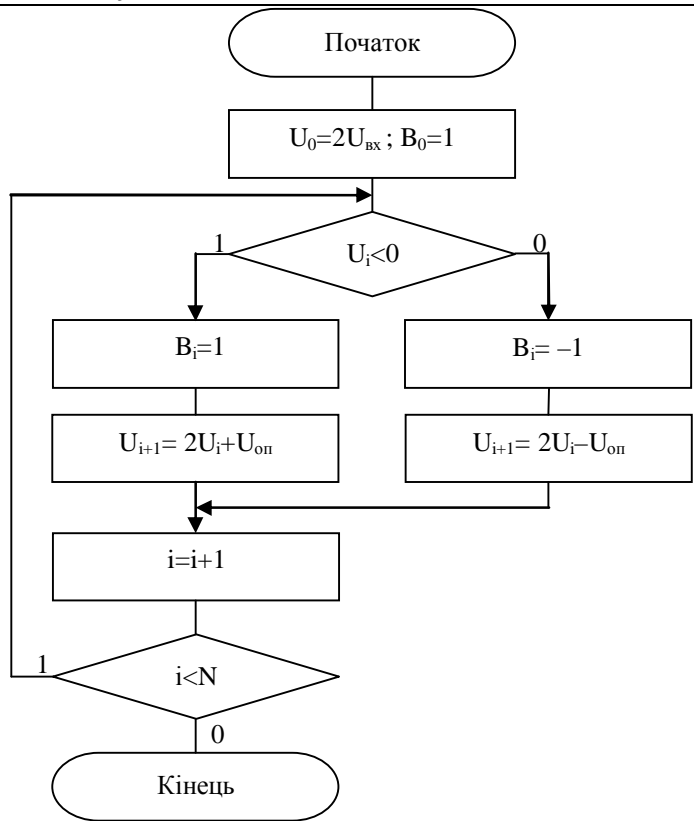 Початок
U₀=2Uвх ; B₀=1
1
Uᵢ<0
0
Bᵢ=1
Bᵢ= –1
Uᵢ₊₁= 2Uᵢ+Uоп
Uᵢ₊₁= 2Uᵢ–Uоп
i=i+1
1
i<N
0
Кінець